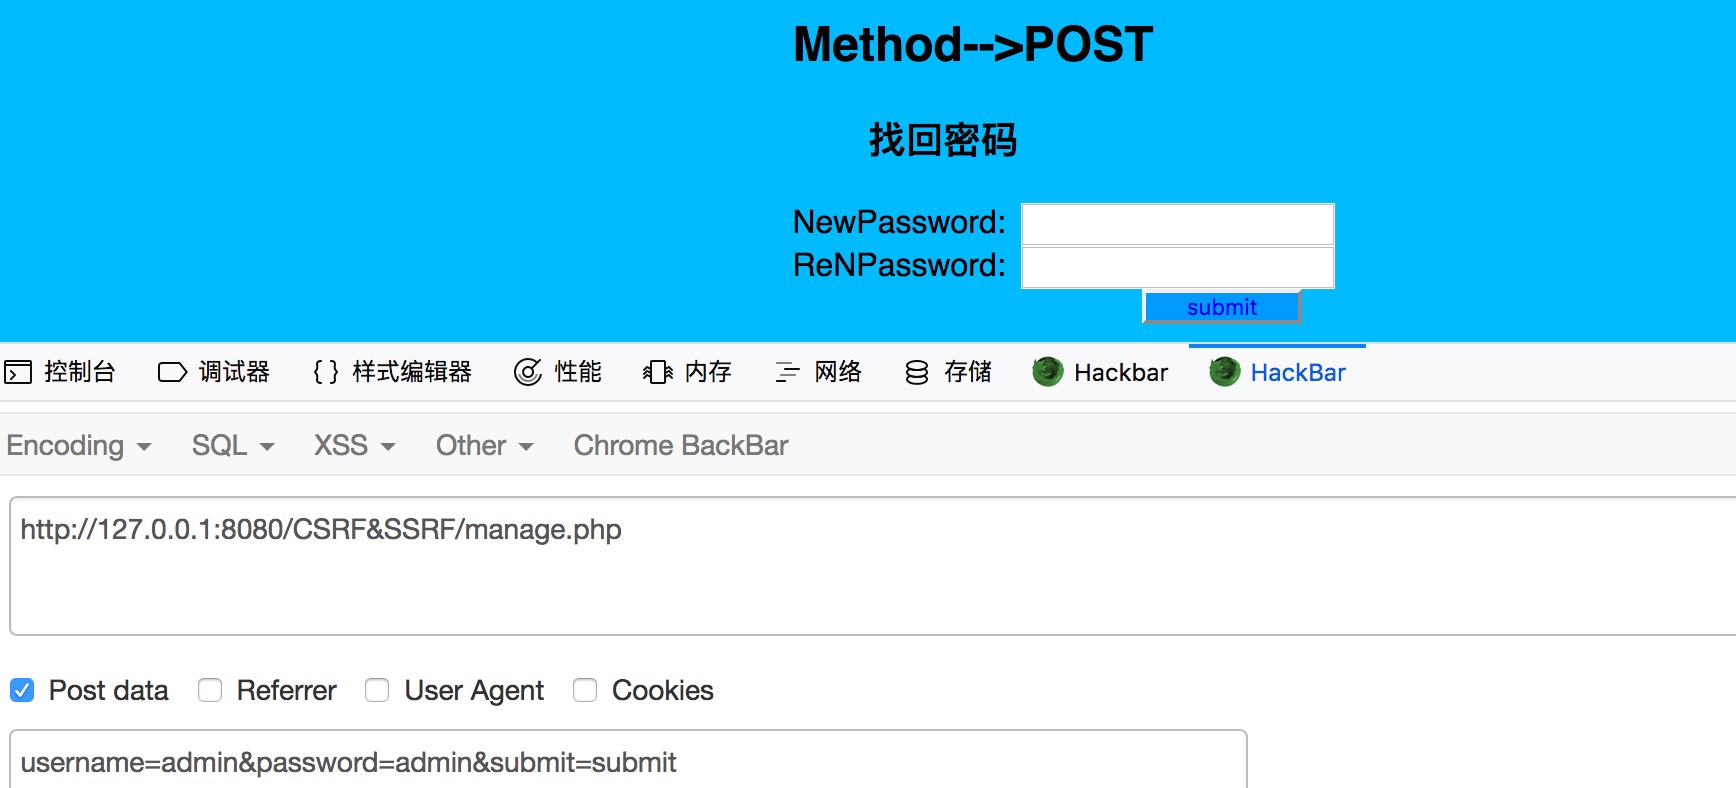 Method-->POST
找回密码
NewPassword:
ReNPassword:
submit
控制台 调试器 {} 样式编辑器 性能 内存 网络 存储 Hackbar HackBar
Encoding SQL XSS Other Chrome BackBar
http://127.0.0.1:8080/CSRF&SSRF/manage.php
Post data Referrer User Agent Cookies
username=admin&password=admin&submit=submit